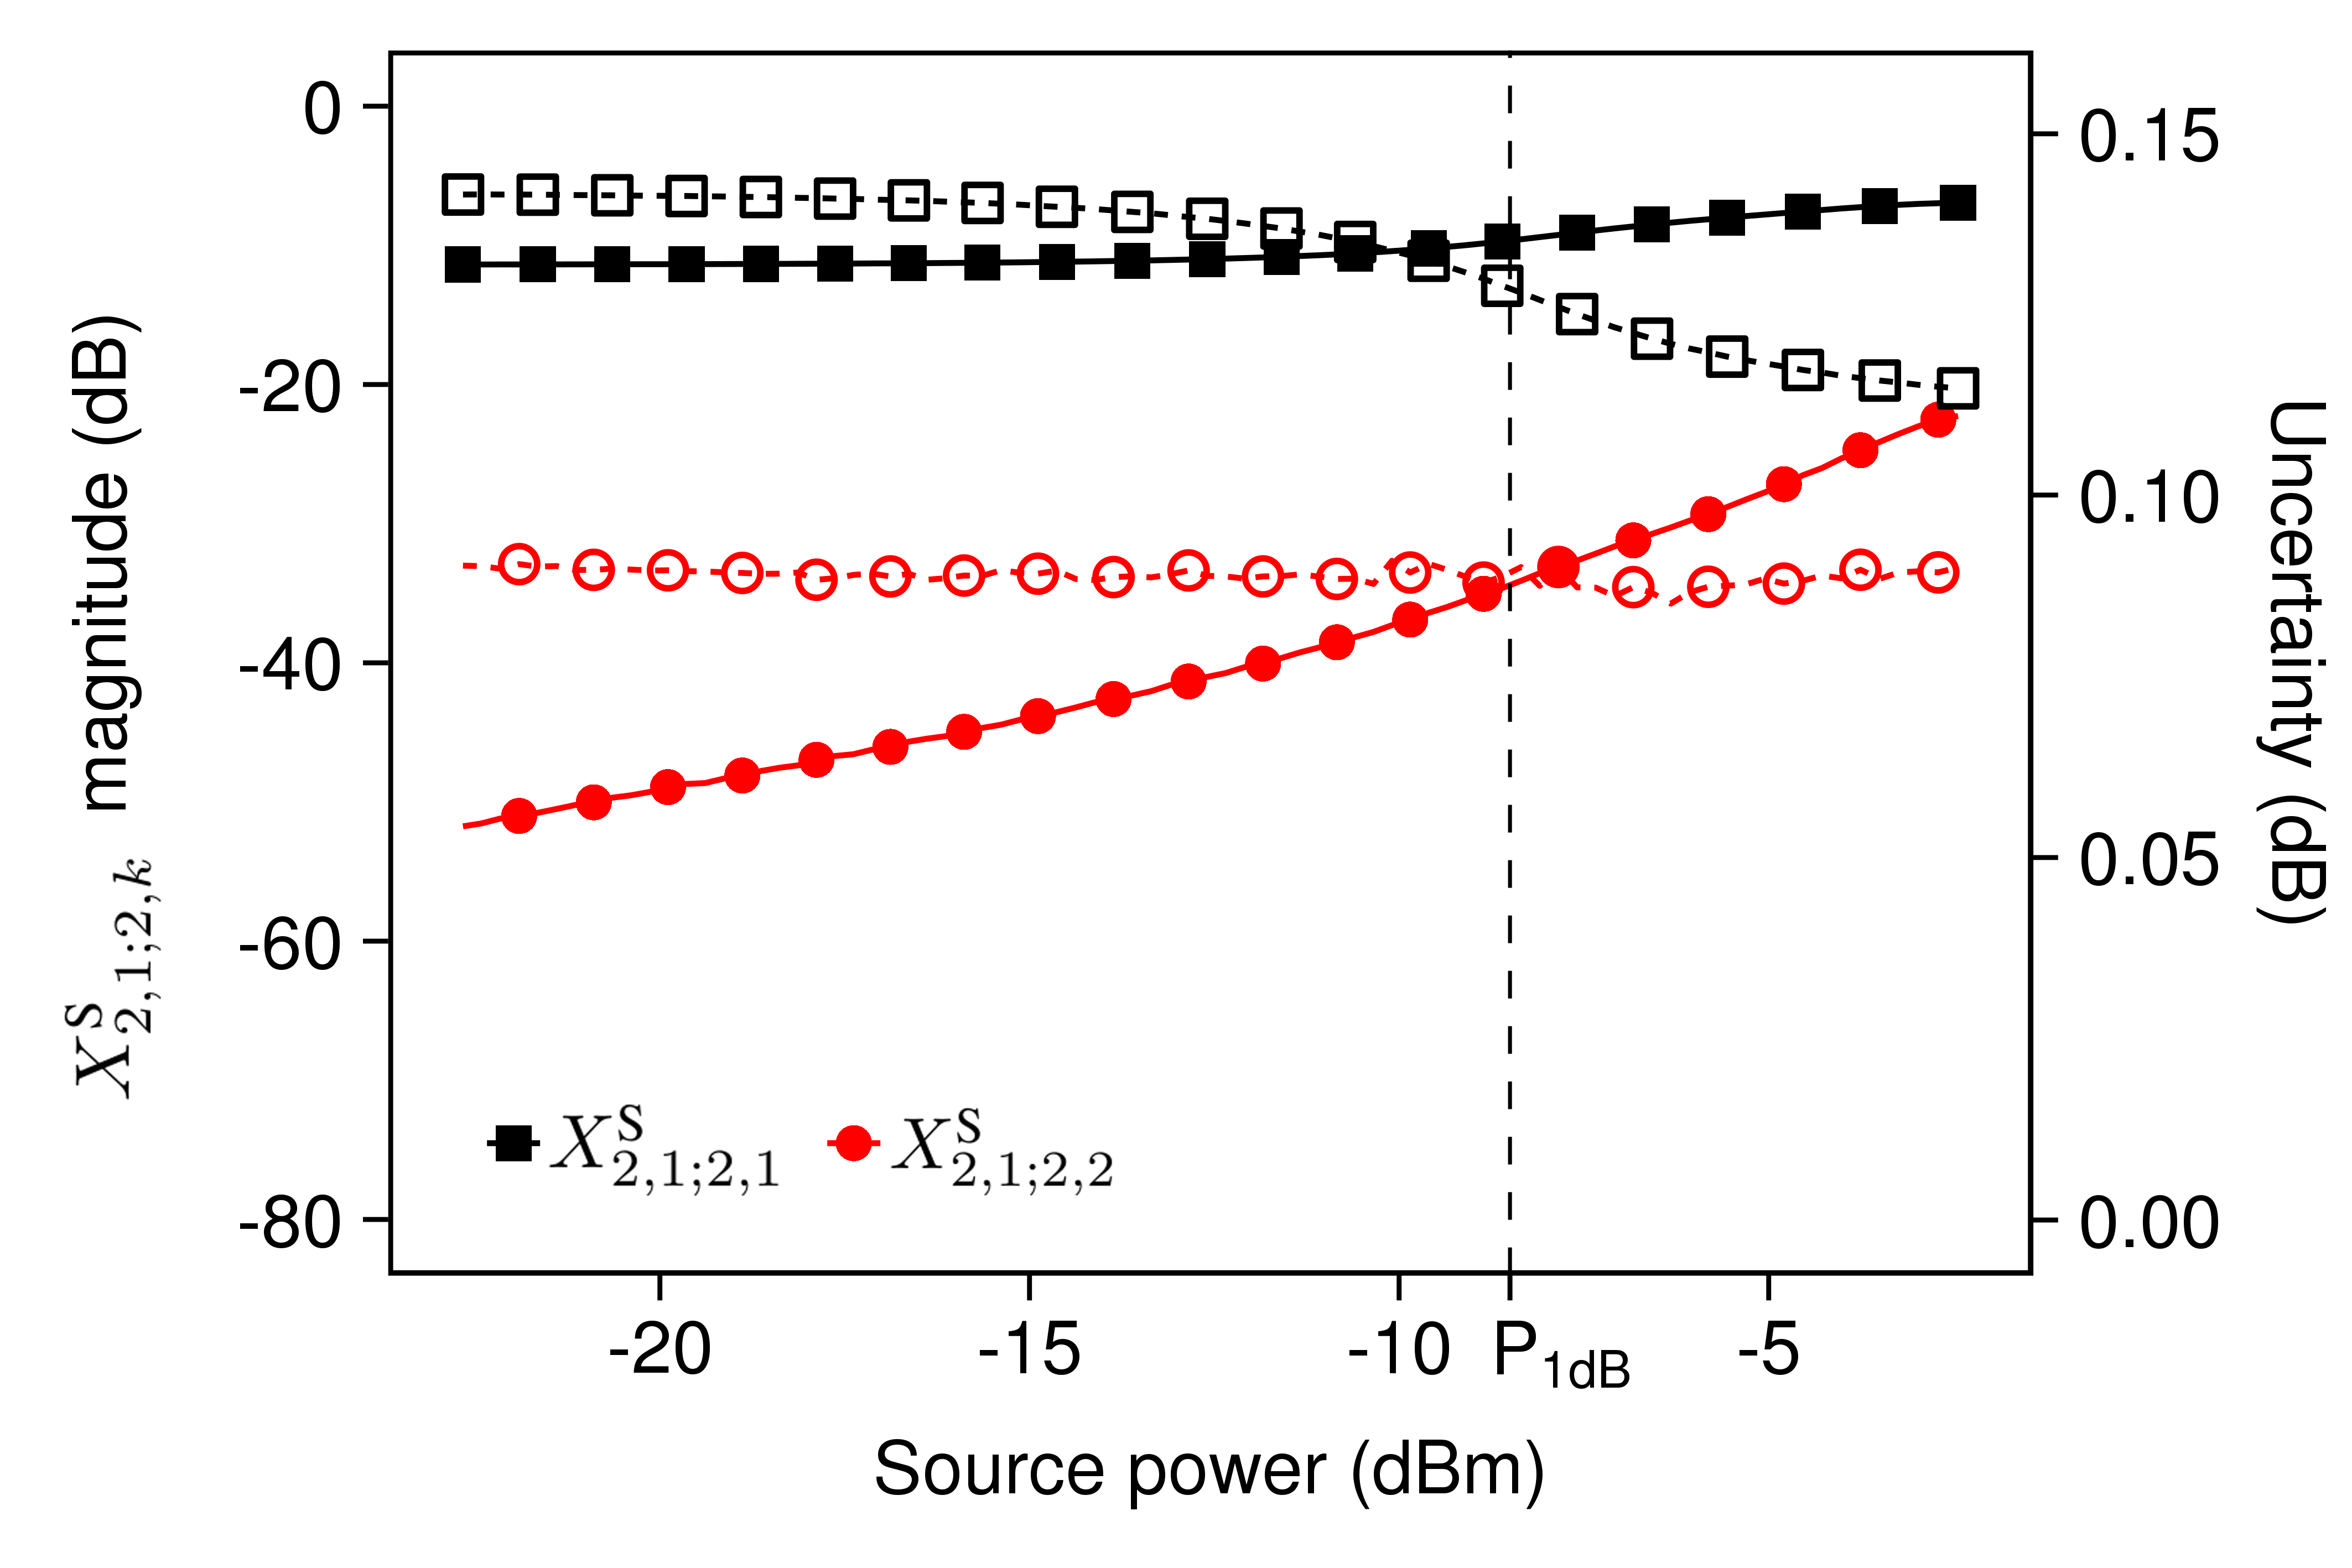 0
-20
-40
-60
-80
X^S_{2,1;2,k} magnitude (dB)
0.15
0.10
0.05
0.00
Uncertainty (dB)
X^S_{2,1;2,1} X^S_{2,1;2,2}
-20 -15 -10 P_{1dB} -5
Source power (dBm)